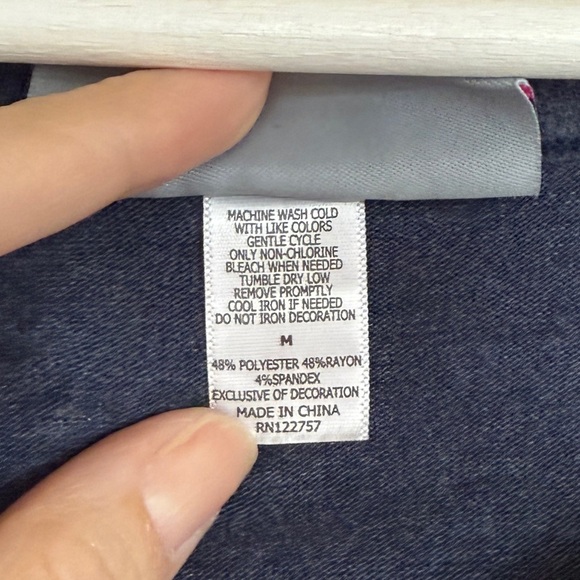 MACHINE WASH COLD
WITH LIKE COLORS
GENTLE CYCLE
ONLY NON-CHLORINE
BLEACH WHEN NEEDED
TUMBLE DRY LOW
REMOVE PROMPTLY
COOL IRON IF NEEDED
DO NOT IRON DECORATION
M
48% POLYESTER 48%RAYON
4%SPANDEX
EXCLUSIVE OF DECORATION
MADE IN CHINA
RN122757